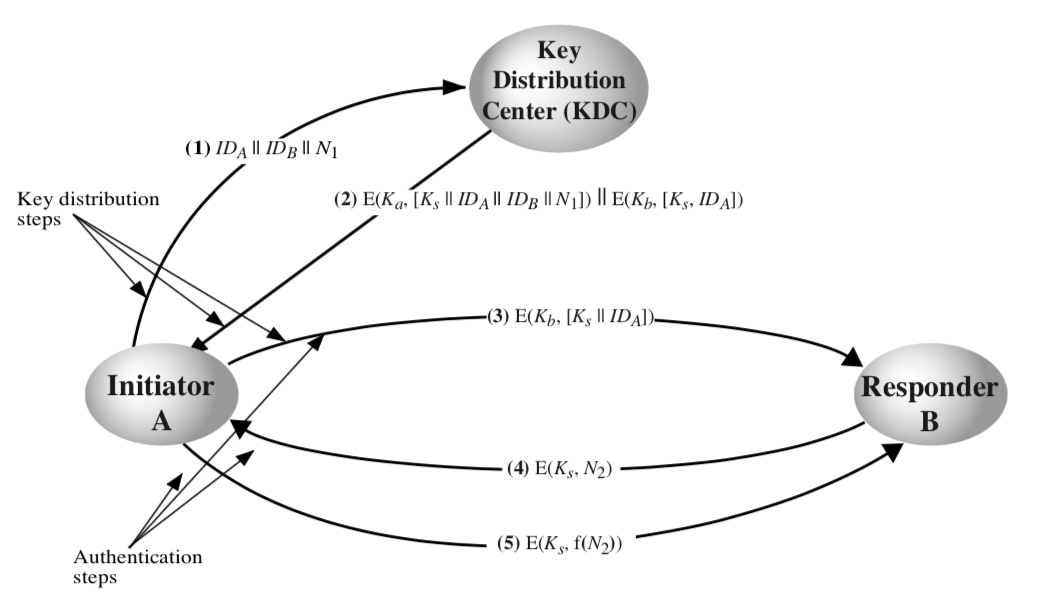 Key
Distribution
Center (KDC)
(1) ID_A || ID_B || N_1
Key distribution
steps
(2) E(K_a, [K_s || ID_A || ID_B || N_1]) || E(K_b, [K_s, ID_A])
(3) E(K_b, [K_s || ID_A])
Initiator
A
Responder
B
(4) E(K_s, N_2)
(5) E(K_s, f(N_2))
Authentication
steps